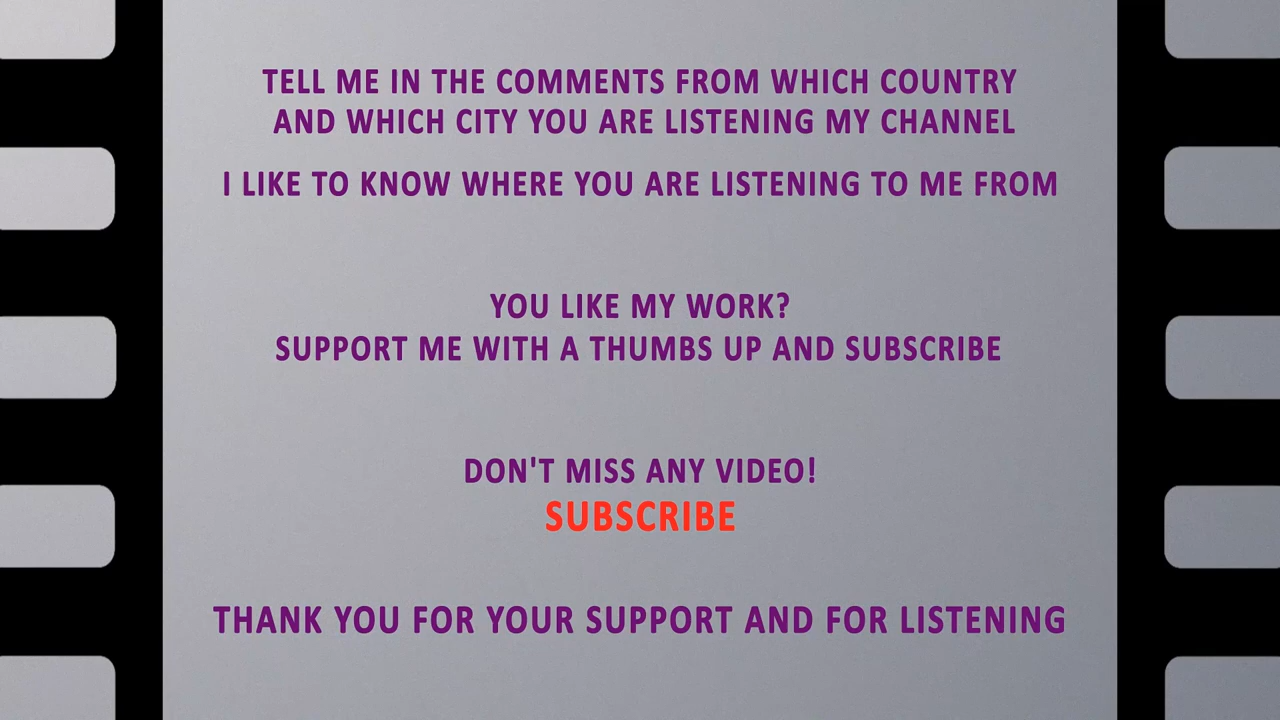 TELL ME IN THE COMMENTS FROM WHICH COUNTRY
AND WHICH CITY YOU ARE LISTENING MY CHANNEL
I LIKE TO KNOW WHERE YOU ARE LISTENING TO ME FROM
YOU LIKE MY WORK?
SUPPORT ME WITH A THUMBS UP AND SUBSCRIBE
DON'T MISS ANY VIDEO!
SUBSCRIBE
THANK YOU FOR YOUR SUPPORT AND FOR LISTENING